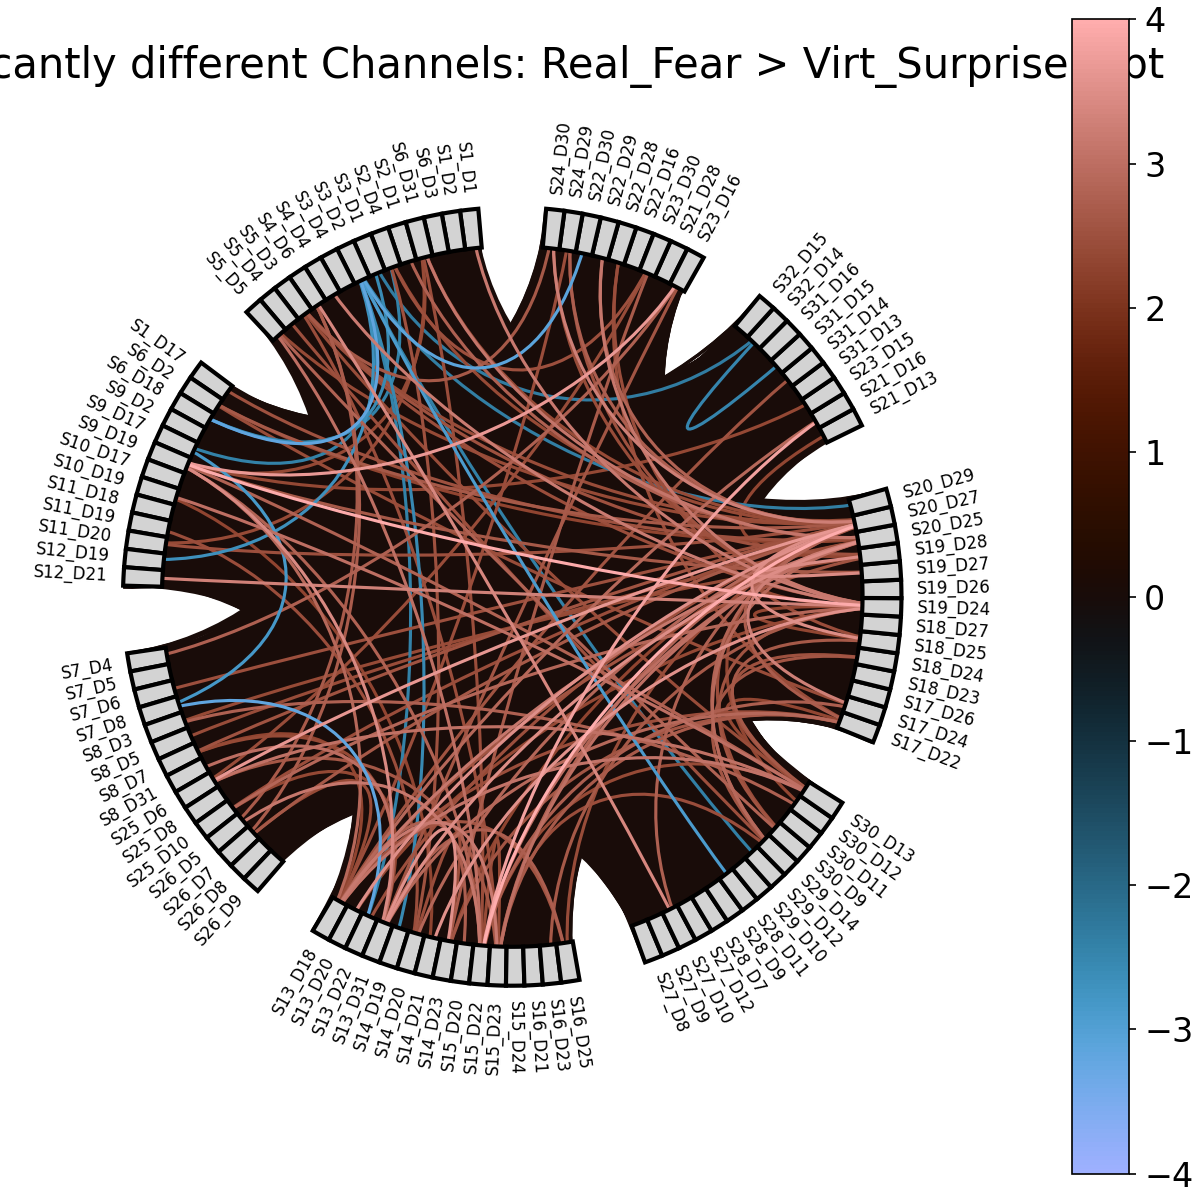 cantly different Channels: Real_Fear > Virt_Surprise pt
S24_D30
S24_D29
S22_D30
S22_D29
S22_D28
S22_D16
S23_D30
S21_D28
S23_D16
S32_D15
S32_D14
S31_D16
S31_D15
S31_D14
S31_D13
S23_D15
S21_D16
S21_D13
S20_D29
S20_D27
S20_D25
S19_D28
S19_D27
S19_D26
S19_D24
S18_D27
S18_D25
S18_D24
S18_D23
S17_D26
S17_D24
S17_D22
S30_D13
S30_D12
S30_D11
S30_D9
S29_D14
S29_D12
S29_D10
S28_D11
S28_D9
S28_D7
S27_D12
S27_D10
S27_D9
S27_D8
S16_D25
S16_D23
S16_D21
S15_D24
S15_D23
S15_D22
S15_D20
S14_D23
S14_D21
S14_D20
S14_D19
S13_D31
S13_D22
S13_D20
S13_D18
S26_D9
S26_D8
S26_D7
S26_D5
S25_D10
S25_D8
S25_D6
S8_D31
S8_D7
S8_D5
S8_D3
S7_D8
S7_D6
S7_D5
S7_D4
S12_D21
S12_D19
S11_D20
S11_D19
S11_D18
S10_D19
S10_D17
S9_D19
S9_D17
S9_D2
S6_D18
S6_D2
S1_D17
S5_D5
S5_D4
S5_D3
S4_D6
S4_D4
S3_D4
S3_D2
S3_D1
S2_D4
S2_D1
S6_D31
S6_D3
S1_D2
S1_D1
4
3
2
1
0
−1
−2
−3
−4